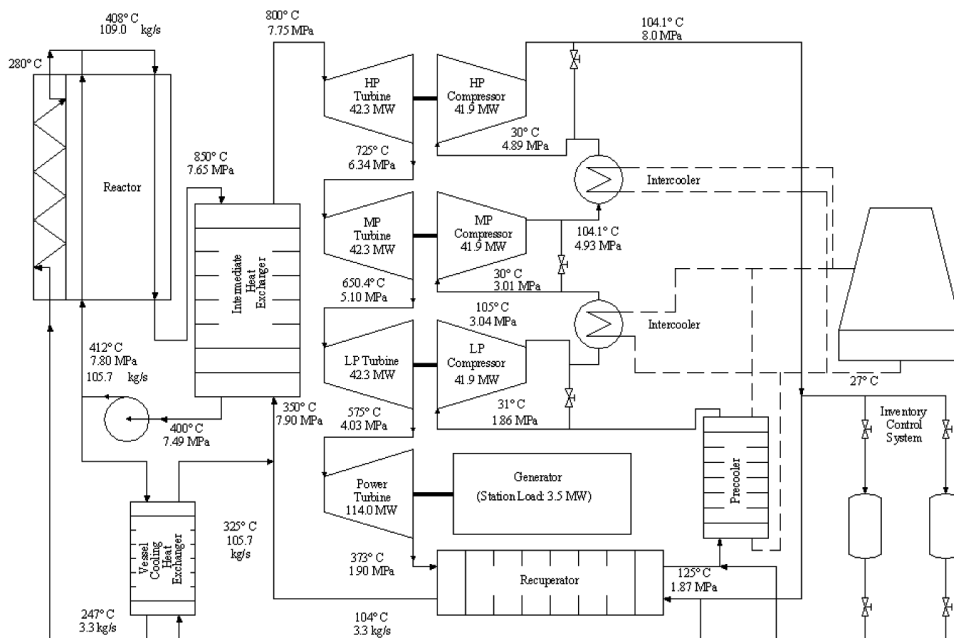 408° C
109.0 kg/s
280° C
Reactor
850° C
7.65 MPa
Intermediate
Heat
Exchanger
412° C
7.80 MPa
105.7 kg/s
400° C
7.49 MPa
350° C
7.90 MPa
Vessel
Cooling
Heat
Exchanger
325° C
105.7
kg/s
247° C
3.3 kg/s
104° C
3.3 kg/s
800° C
7.75 MPa
HP
Turbine
42.3 MW
HP
Compressor
41.9 MW
104.1° C
8.0 MPa
30° C
4.89 MPa
725° C
6.34 MPa
Intercooler
MP
Turbine
42.3 MW
MP
Compressor
41.9 MW
104.1° C
4.93 MPa
30° C
3.01 MPa
650.4° C
5.10 MPa
105° C
3.04 MPa
Intercooler
LP Turbine
42.3 MW
LP
Compressor
41.9 MW
27° C
575° C
4.03 MPa
31° C
1.86 MPa
Inventory
Control
System
Power
Turbine
114.0 MW
Generator
(Station Load: 3.5 MW)
Precooler
373° C
1.90 MPa
Recuperator
125° C
1.87 MPa